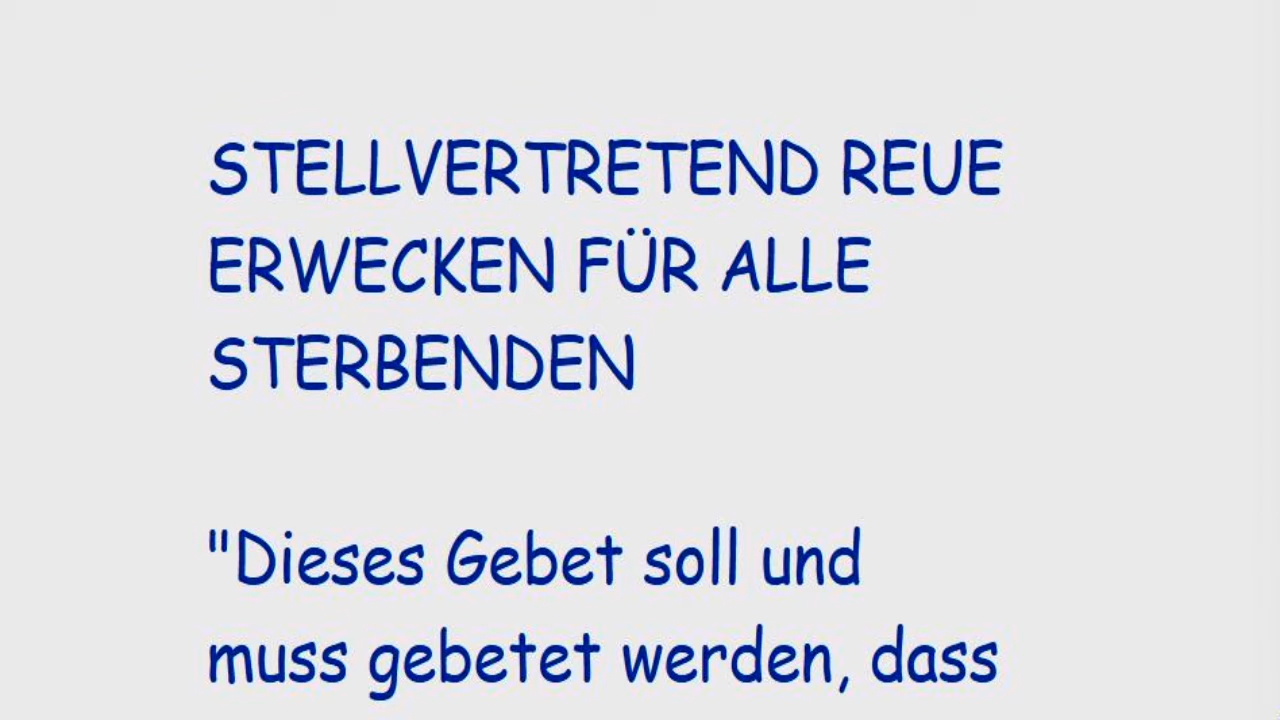 STELLVERTRETEND REUE
ERWECKEN FÜR ALLE
STERBENDEN
"Dieses Gebet soll und
muss gebetet werden, dass